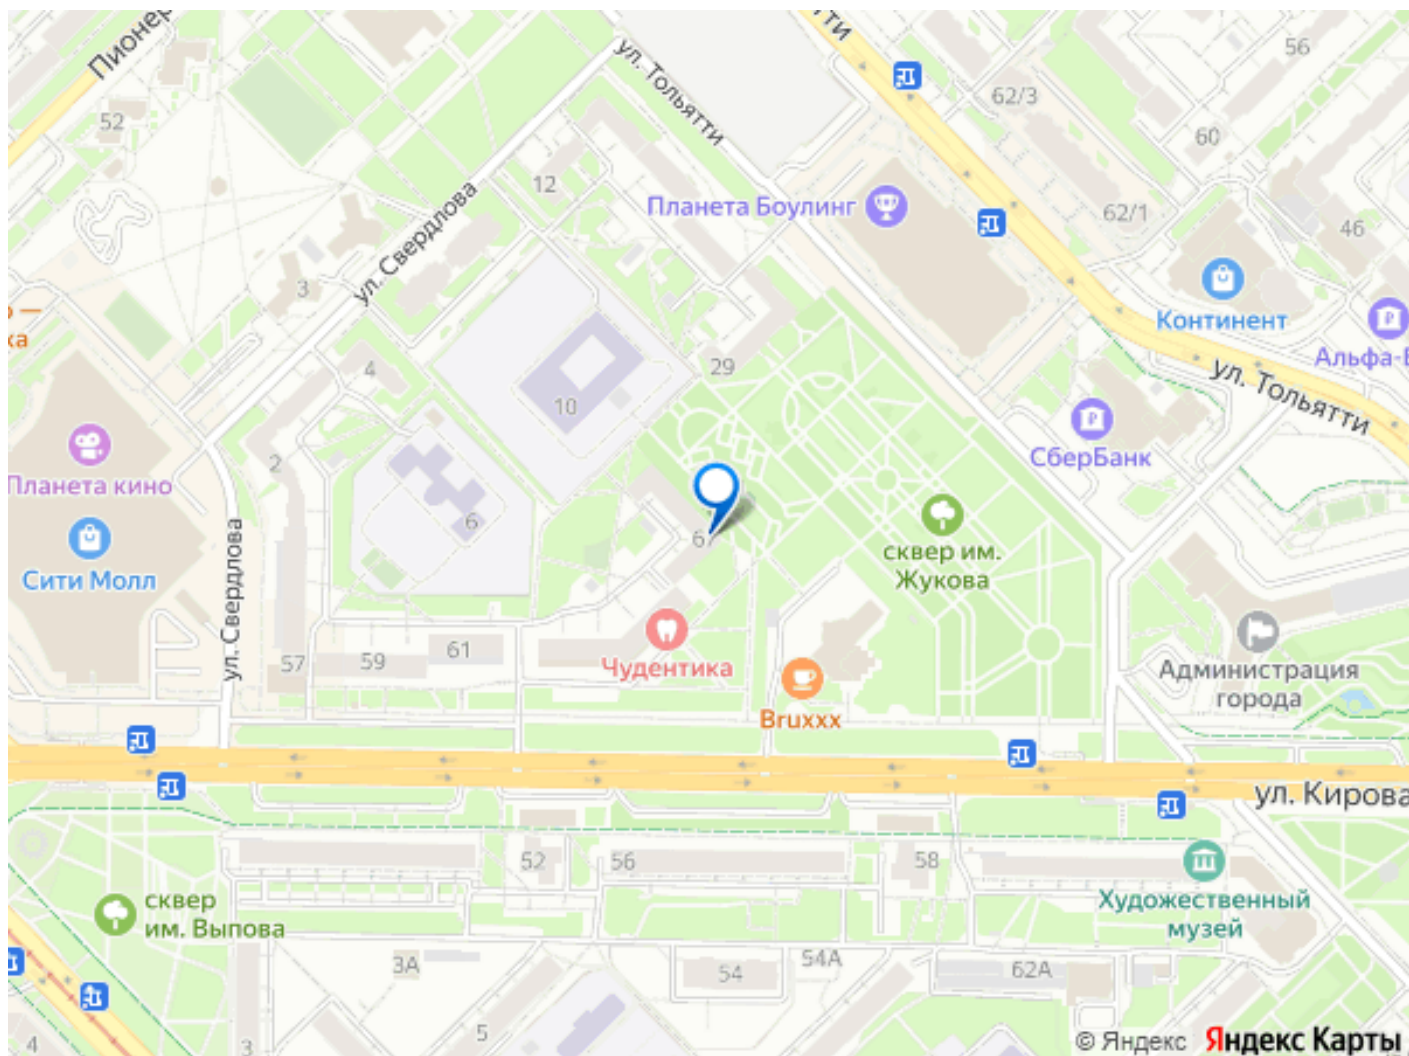 Пионер
тти
56
ул. Тольятти
62/3
52
60
12
Планета Боулинг
62/1
46
ул. Свердлова
3
Континент
ха
Альфа-Б
29
4
ул. Тольятти
10
2
СберБанк
Планета кино
6
сквер им.
Жукова
Сити Молл
ул. Свердлова
Чудентика
61
59
57
Администрация
города
Bruxxx
ул. Кирова
52
56
58
Художественный
музей
сквер
им. Выпова
3А
54
54А
62А
5
4
3
© Яндекс Яндекс Карты